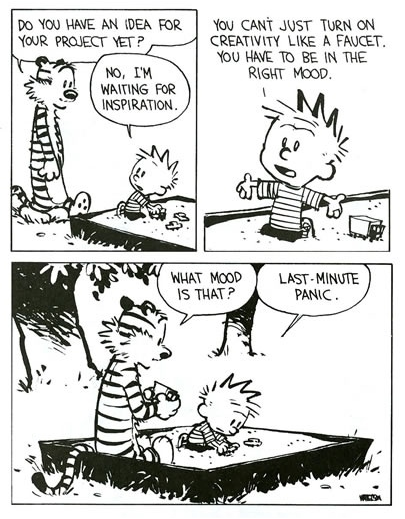 DO YOU HAVE AN IDEA FOR
YOUR PROJECT YET?
NO, I'M
WAITING FOR
INSPIRATION.
YOU CAN'T JUST TURN ON
CREATIVITY LIKE A FAUCET.
YOU HAVE TO BE IN THE
RIGHT MOOD.
WHAT MOOD
IS THAT?
LAST-MINUTE
PANIC.